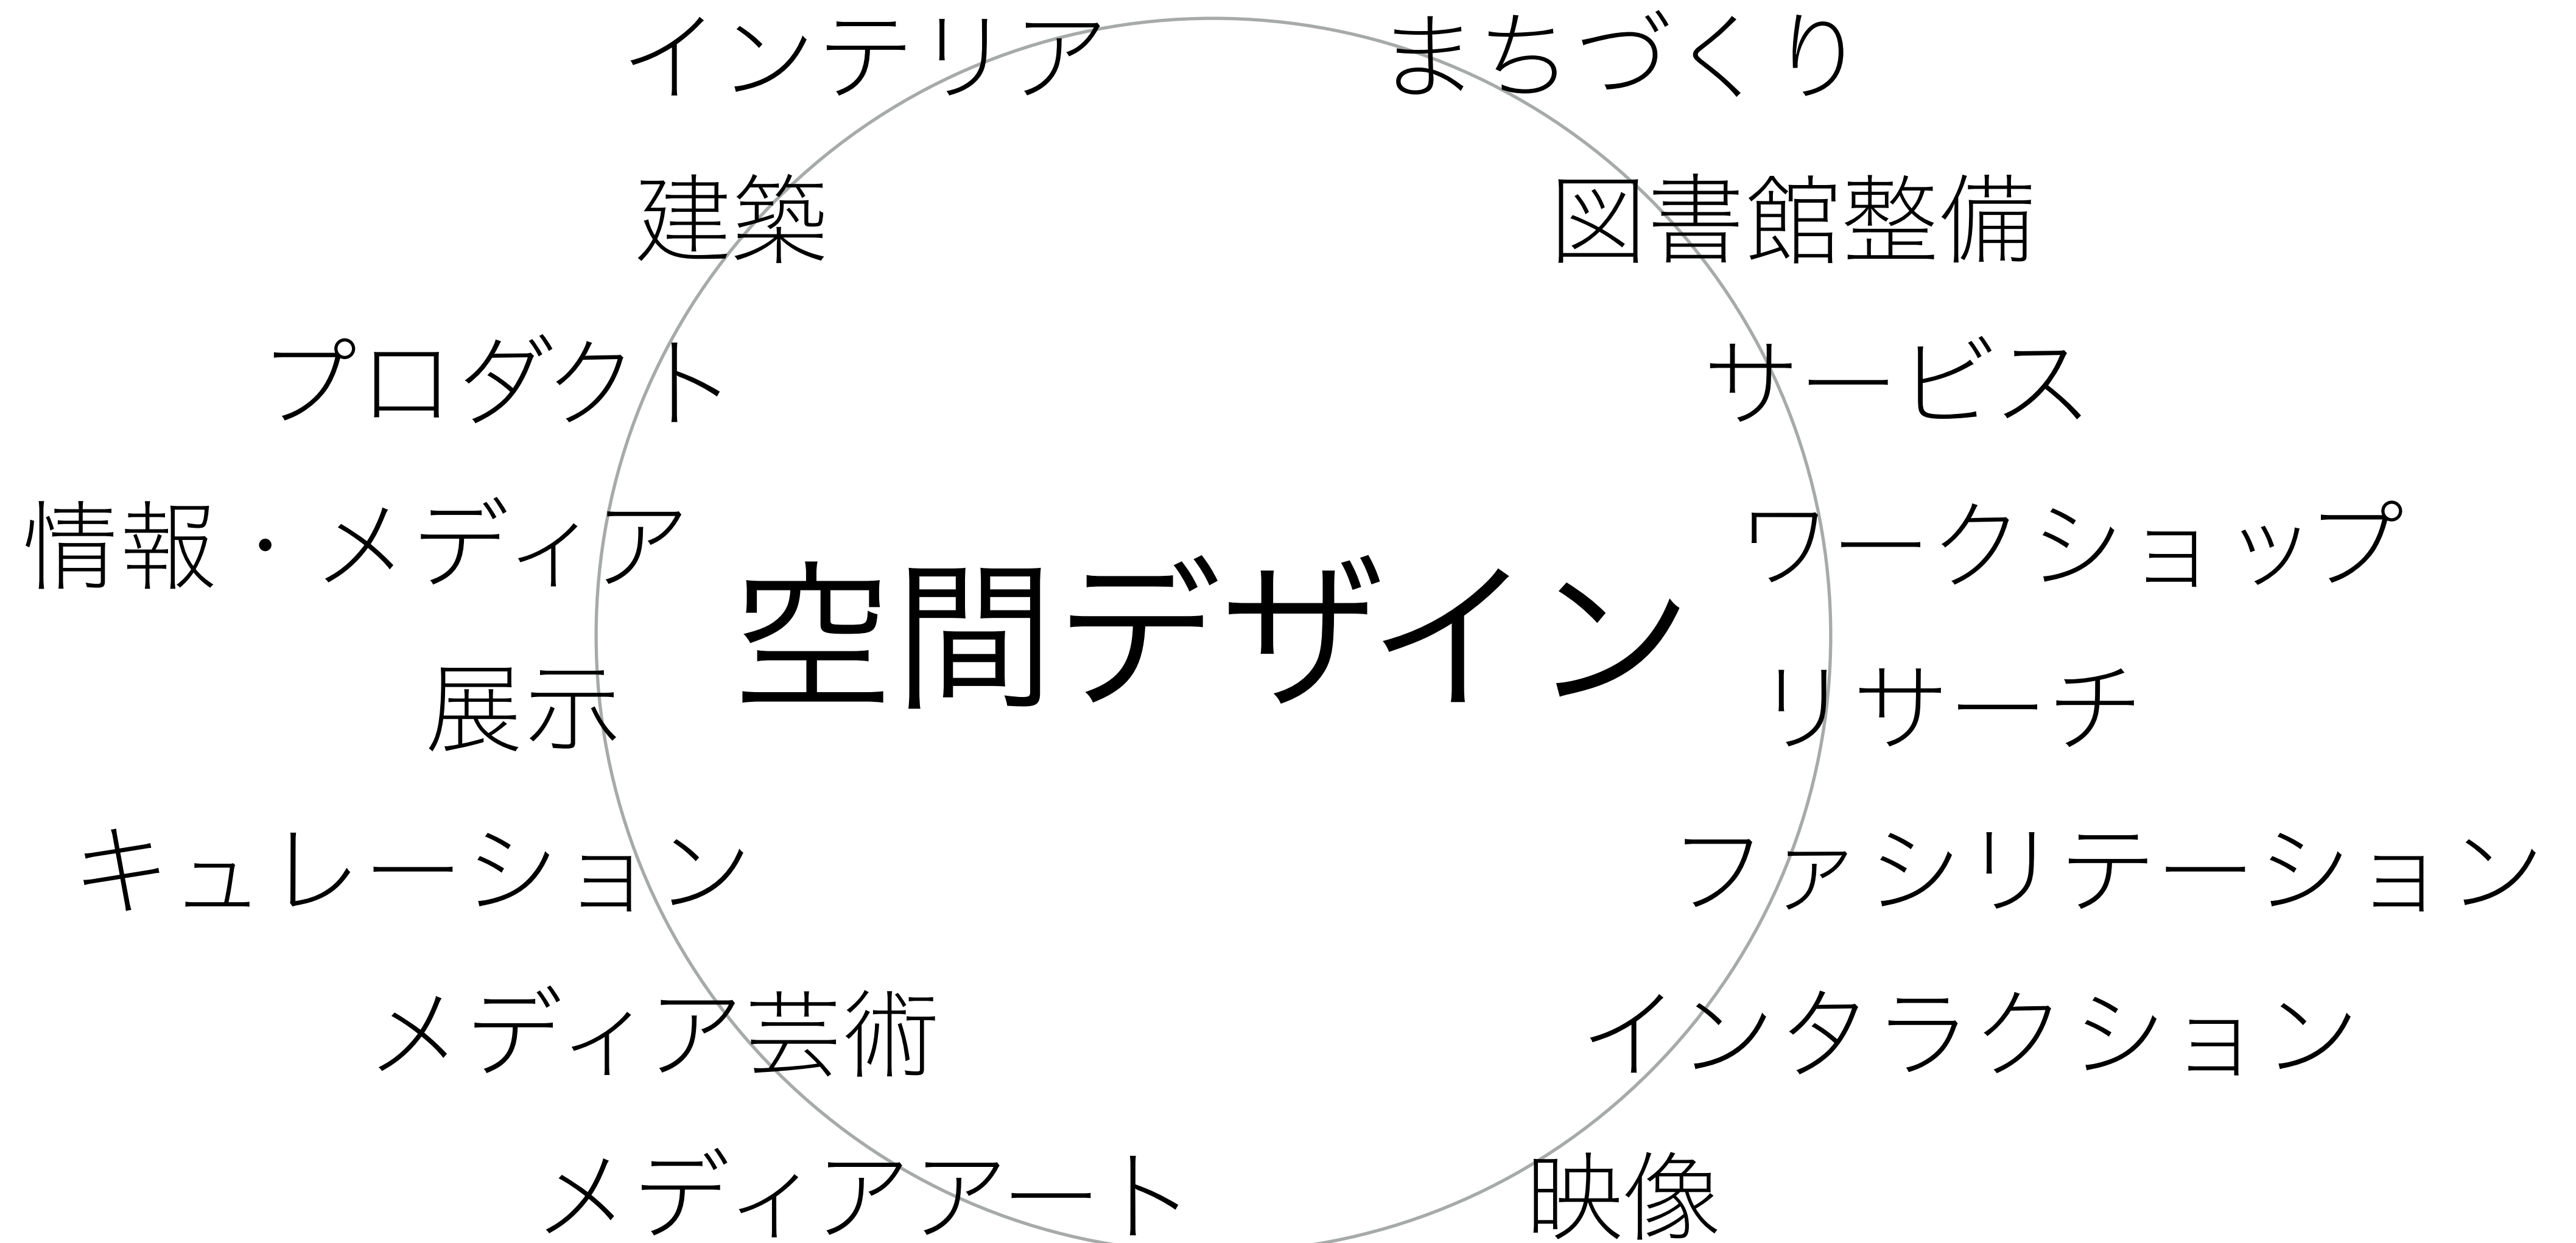 インテリア
まちづくり
建築
図書館整備
プロダクト
サービス
情報・メディア
ワークショップ
空間デザイン
展示
リサーチ
キュレーション
ファシリテーション
メディア芸術
インタラクション
メディアアート
映像